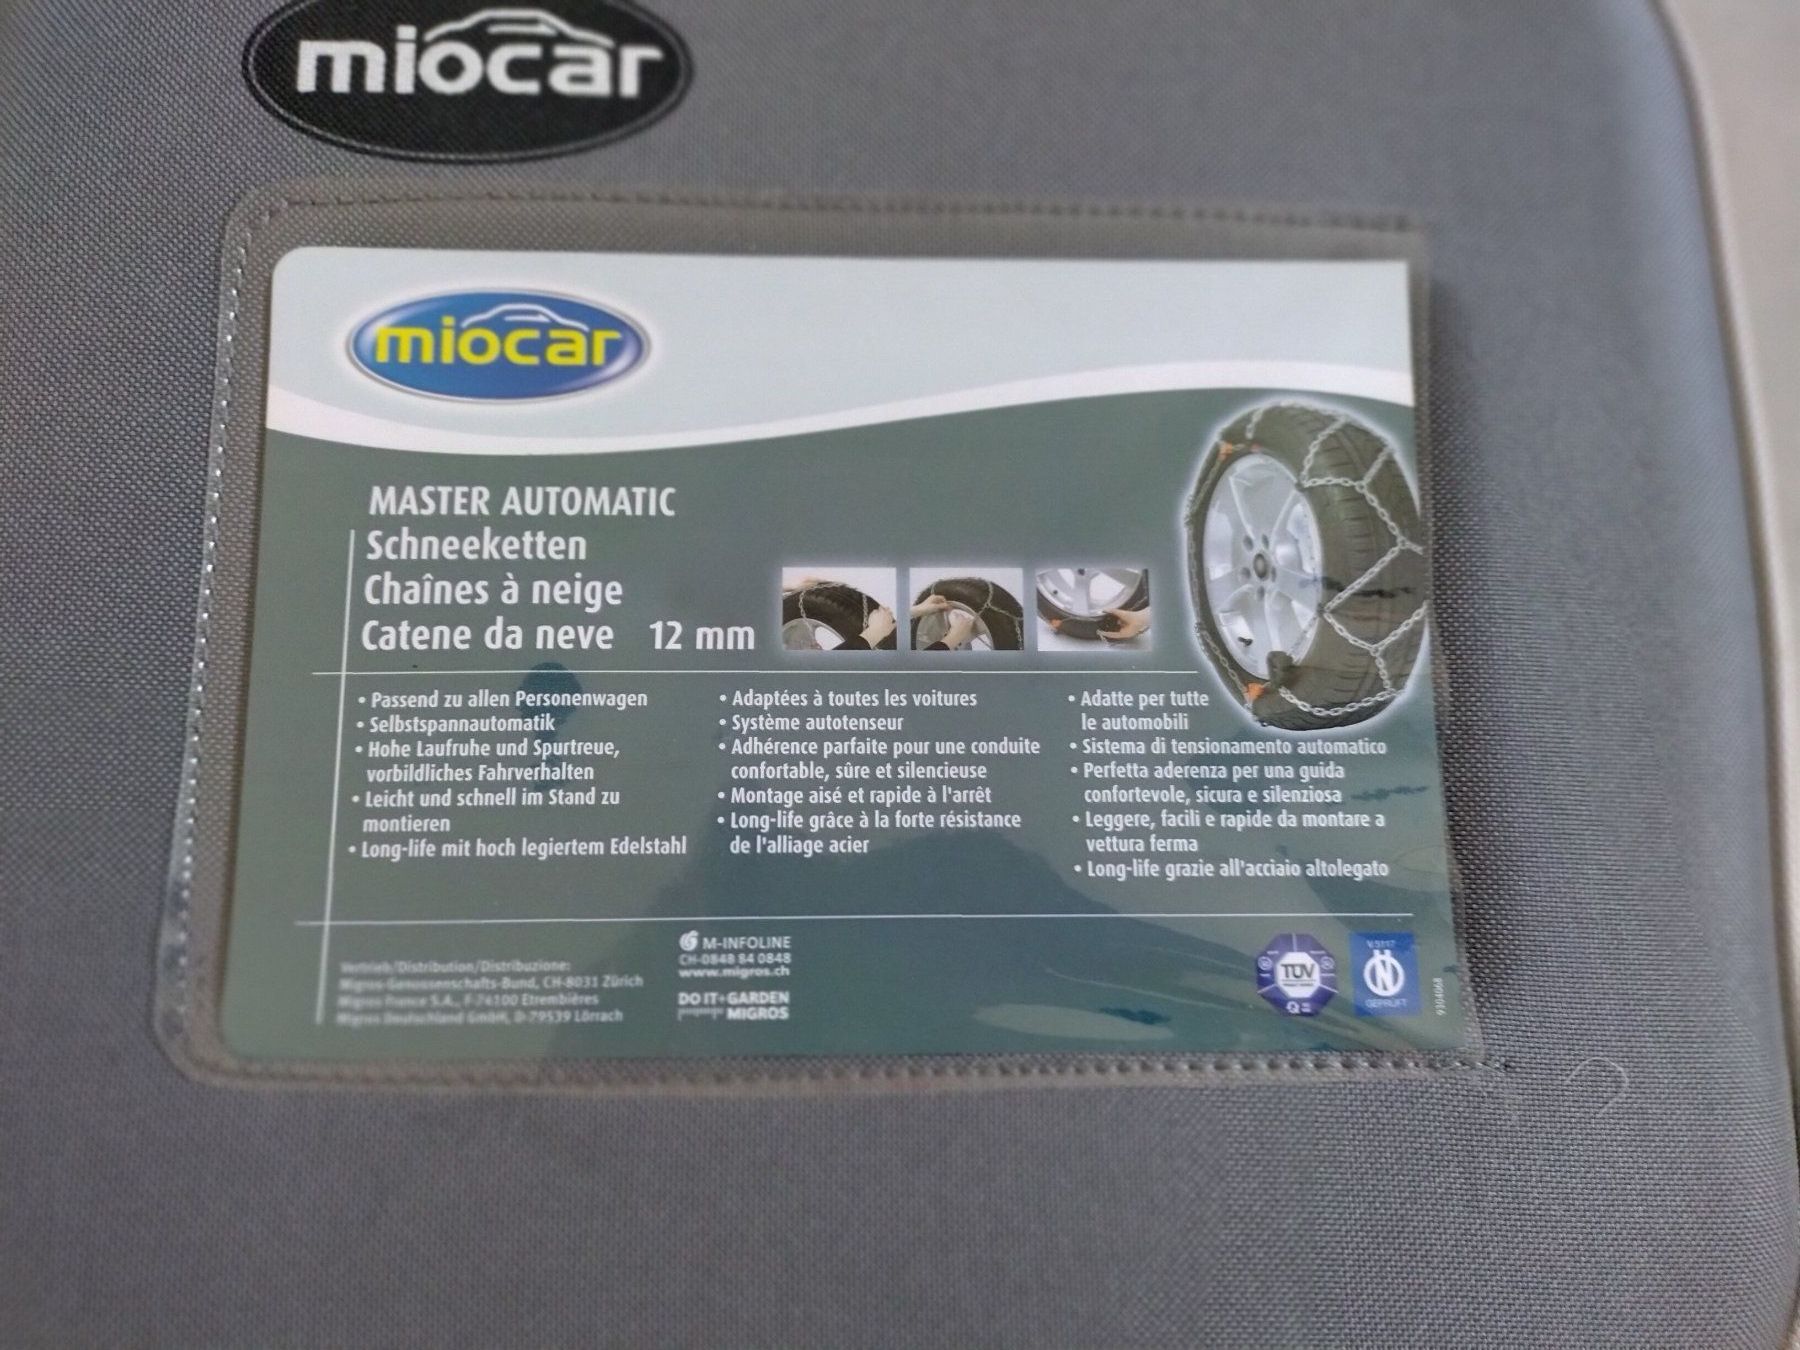 miocar
miocar
MASTER AUTOMATIC
Schneeketten
Chaînes à neige
Catene da neve 12 mm
• Passend zu allen Personenwagen
• Selbstspannautomatik
• Hohe Laufruhe und Spurtreue,
vorbildliches Fahrverhalten
• Leicht und schnell im Stand zu
montieren
• Long-life mit hoch legiertem Edelstahl
• Adaptées à toutes les voitures
• Système autotenseur
• Adhérence parfaite pour une conduite
confortable, sûre et silencieuse
• Montage aisé et rapide à l'arrêt
• Long-life grâce à la forte résistance
de l'alliage acier
• Adatte per tutte
le automobili
• Sistema di tensionamento automatico
• Perfetta aderenza per una guida
confortevole, sicura e silenziosa
• Leggere, facili e rapide da montare a
vettura ferma
• Long-life grazie all'acciaio altolegato
Vertrieb/Distribution/Distribuzione:
Migros-Genossenschafts-Bund, CH-8031 Zürich
Migros France S.A., F-74100 Etrembières
Migros Deutschland GmbH, D-79539 Lörrach
M-INFOLINE
CH-0848 84 0848
www.migros.ch
DO IT+GARDEN
MIGROS
TÜV
V 5117
GEPRÜFT
9304068